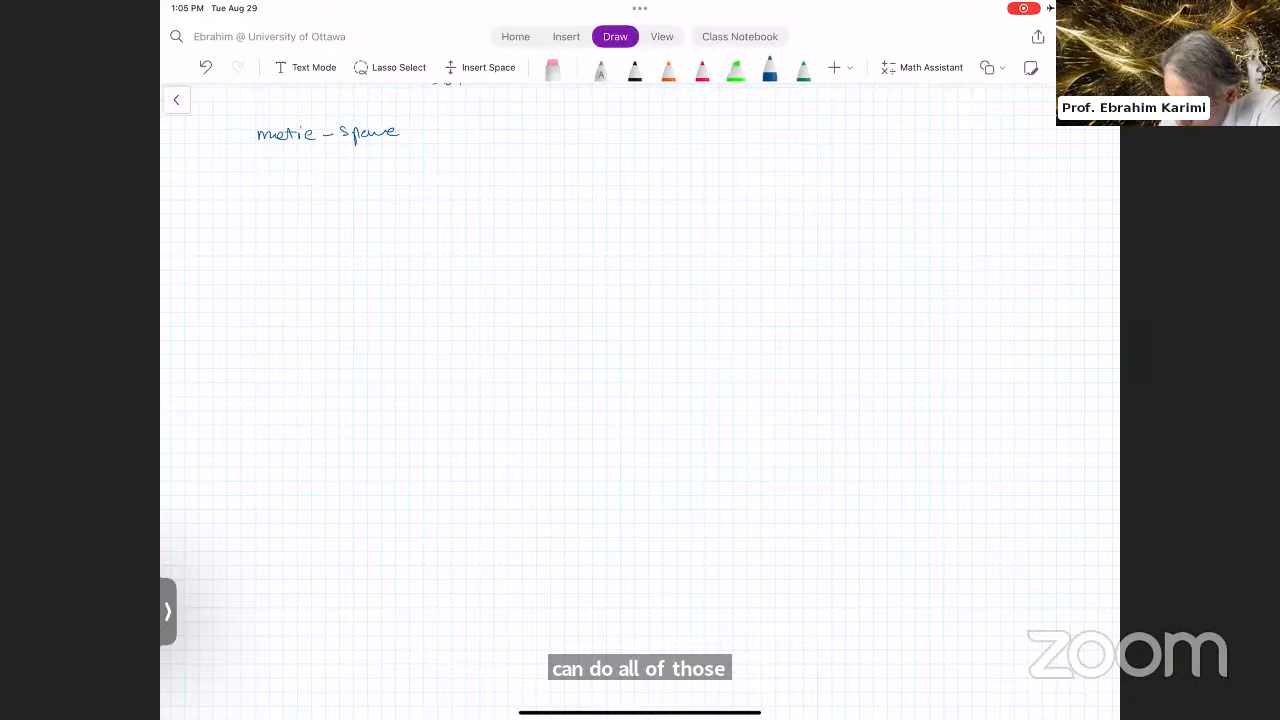 1:05 PM Tue Aug 29
Ebrahim @ University of Ottawa
Home Insert Draw View Class Notebook
Text Mode Lasso Select Insert Space Math Assistant
Prof. Ebrahim Karimi
metic - Space
can do all of those
zoom